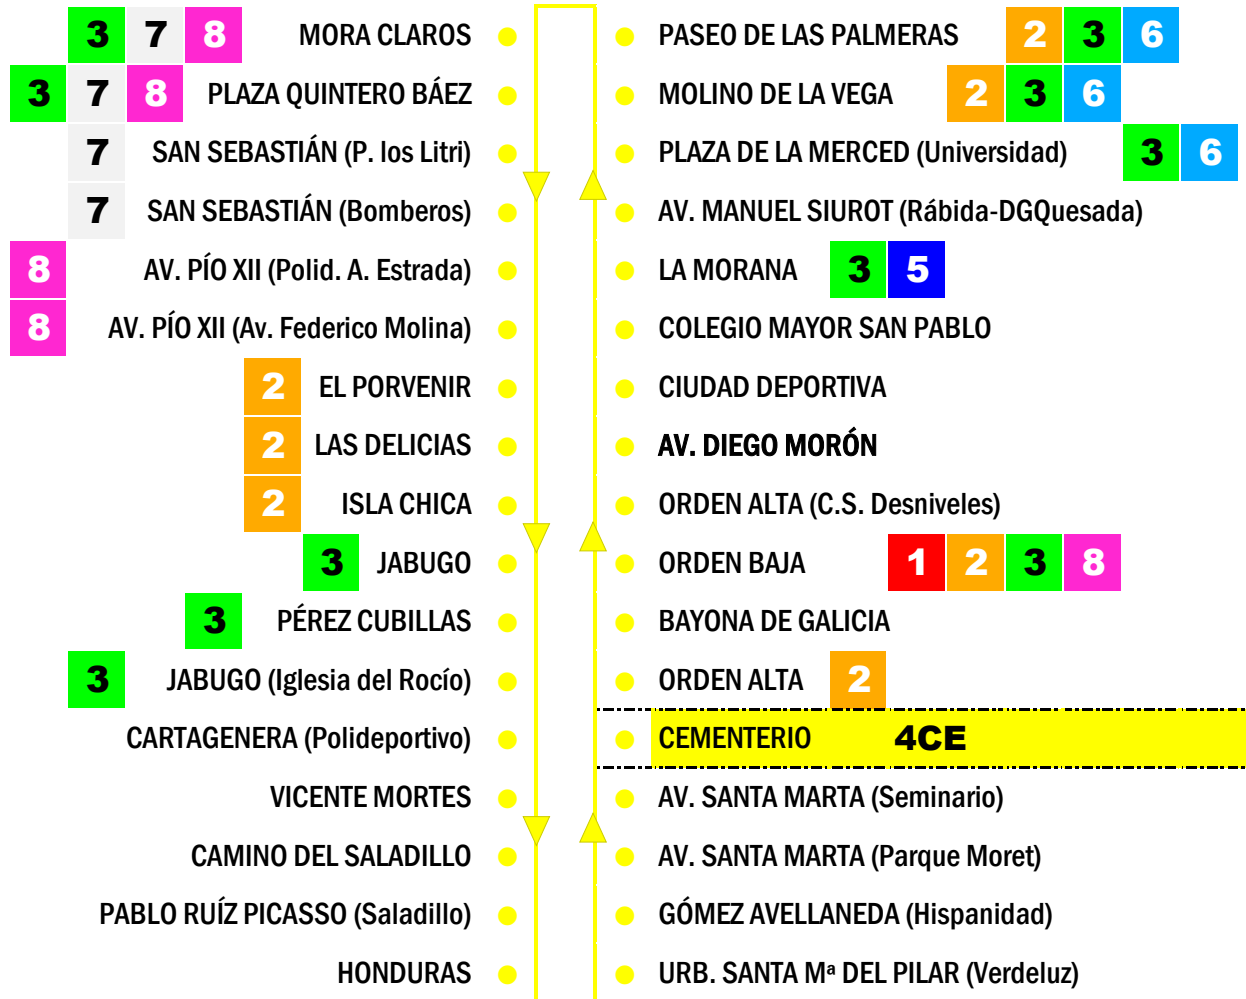 3 7 8 MORA CLAROS
3 7 8 PLAZA QUINTERO BÁEZ
7 SAN SEBASTIÁN (P. los Litri)
7 SAN SEBASTIÁN (Bomberos)
8 AV. PÍO XII (Polid. A. Estrada)
8 AV. PÍO XII (Av. Federico Molina)
2 EL PORVENIR
2 LAS DELICIAS
2 ISLA CHICA
3 JABUGO
3 PÉREZ CUBILLAS
3 JABUGO (Iglesia del Rocío)
CARTAGENERA (Polideportivo)
VICENTE MORTES
CAMINO DEL SALADILLO
PABLO RUÍZ PICASSO (Saladillo)
HONDURAS
PASEO DE LAS PALMERAS 2 3 6
MOLINO DE LA VEGA 2 3 6
PLAZA DE LA MERCED (Universidad) 3 6
AV. MANUEL SIUROT (Rábida-DGQuesada)
LA MORANA 3 5
COLEGIO MAYOR SAN PABLO
CIUDAD DEPORTIVA
AV. DIEGO MORÓN
ORDEN ALTA (C.S. Desniveles)
ORDEN BAJA 1 2 3 8
BAYONA DE GALICIA
ORDEN ALTA 2
CEMENTERIO 4CE
AV. SANTA MARTA (Seminario)
AV. SANTA MARTA (Parque Moret)
GÓMEZ AVELLANEDA (Hispanidad)
URB. SANTA Mª DEL PILAR (Verdeluz)